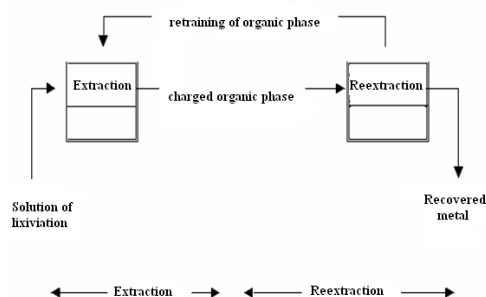 retraining of organic phase
Extraction
charged organic phase
Reextraction
Solution of
lixiviation
Recovered
metal
Extraction
Reextraction